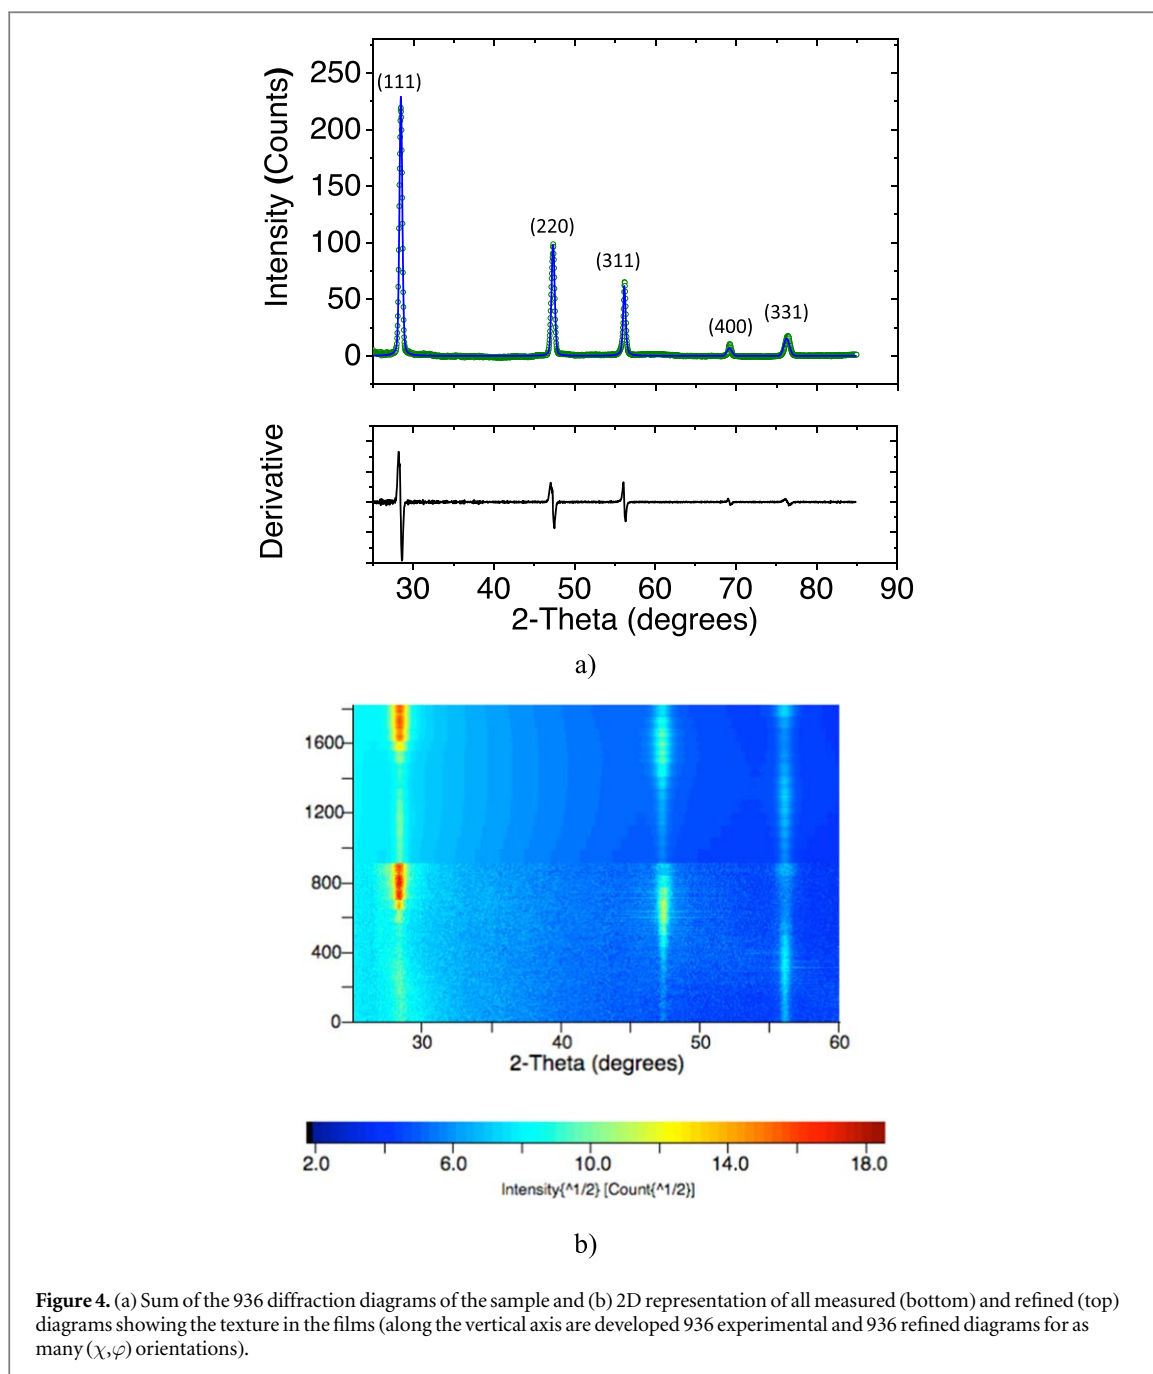 250
(111)
200
150
(220)
100
(311)
50
(400)
(331)
0
Intensity (Counts)
Derivative
30 40 50 60 70 80 90
2-Theta (degrees)
a)
1600
1200
800
400
0
30 40 50 60
2-Theta (degrees)
2.0 6.0 10.0 14.0 18.0
Intensity{^1/2} [Count{^1/2}]
b)
Figure 4. (a) Sum of the 936 diffraction diagrams of the sample and (b) 2D representation of all measured (bottom) and refined (top)
diagrams showing the texture in the films (along the vertical axis are developed 936 experimental and 936 refined diagrams for as
many (χ,φ) orientations).